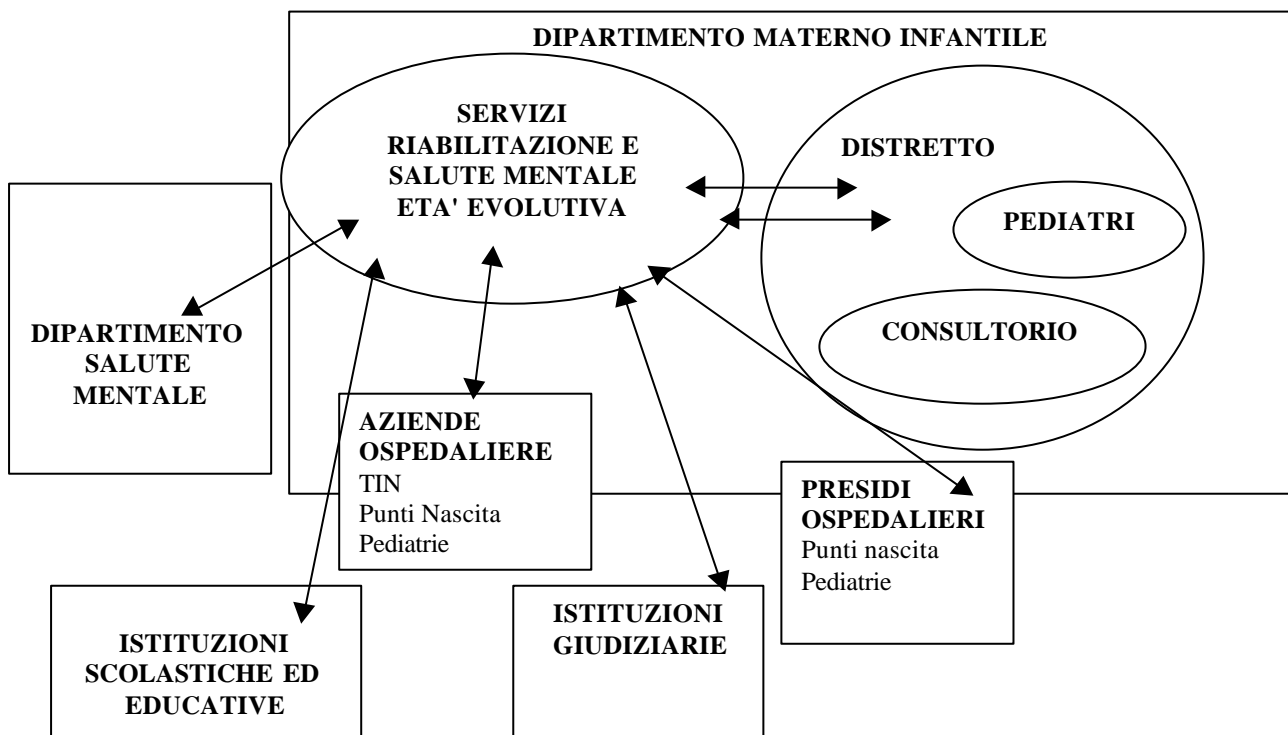 DIPARTIMENTO MATERNO INFANTILE
SERVIZI
RIABILITAZIONE E
SALUTE MENTALE
ETA' EVOLUTIVA
DISTRETTO
PEDIATRI
CONSULTORIO
DIPARTIMENTO
SALUTE
MENTALE
AZIENDE
OSPEDALIERE
TIN
Punti Nascita
Pediatrie
PRESIDI
OSPEDALIERI
Punti nascita
Pediatrie
ISTITUZIONI
SCOLASTICHE ED
EDUCATIVE
ISTITUZIONI
GIUDIZIARIE